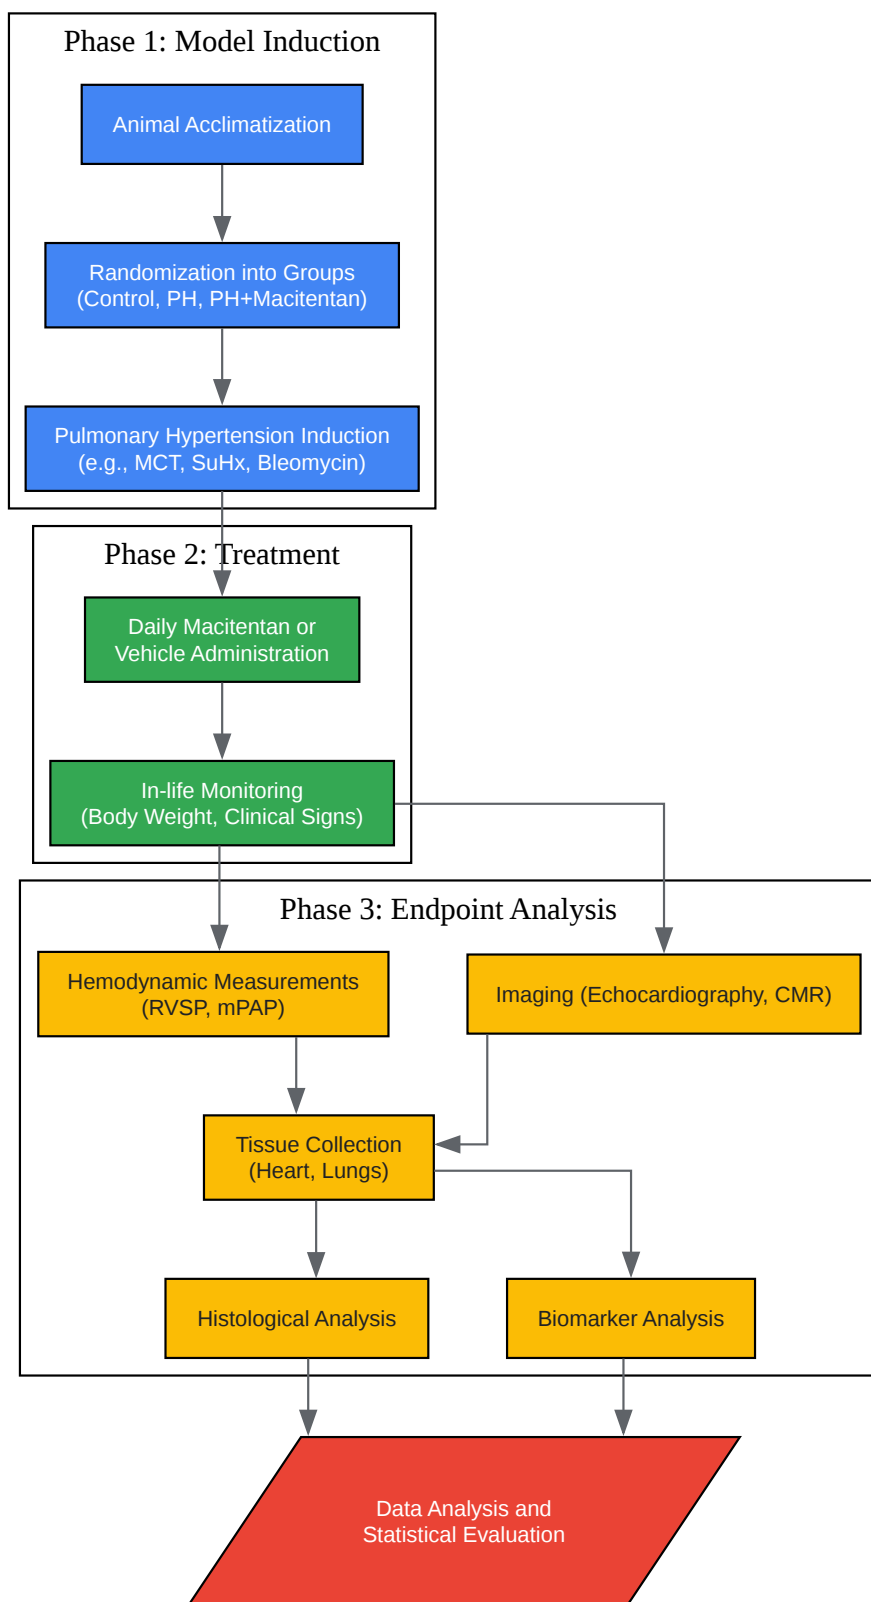 Phase 1: Model Induction
Animal Acclimatization
Randomization into Groups
(Control, PH, PH+Macitentan)
Pulmonary Hypertension Induction
(e.g., MCT, SuHx, Bleomycin)
Phase 2: Treatment
Daily Macitentan or
Vehicle Administration
In-life Monitoring
(Body Weight, Clinical Signs)
Phase 3: Endpoint Analysis
Hemodynamic Measurements
(RVSP, mPAP)
Imaging (Echocardiography, CMR)
Tissue Collection
(Heart, Lungs)
Histological Analysis
Biomarker Analysis
Data Analysis and
Statistical Evaluation